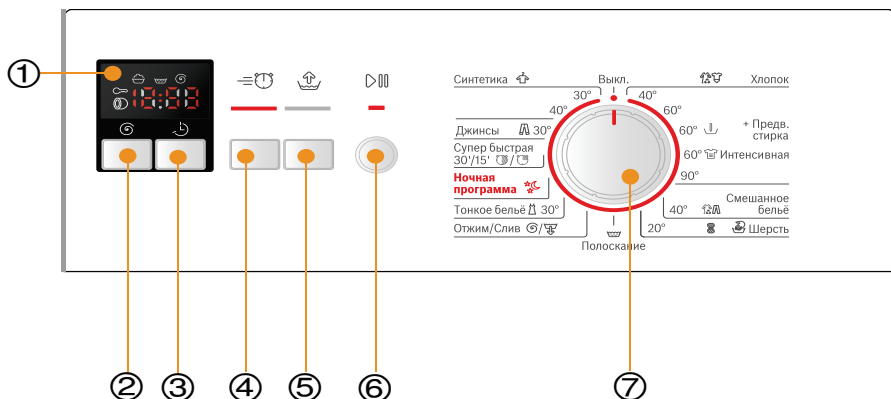 ①
18:88
Синтетика
Выкл.
Хлопок
30°
40°
40°
60°
Джинсы 30°
60° + Предв.
стирка
Супер быстрая
30'/15' /
60° Интенсивная
Ночная
программа
90°
Тонкое бельё 30°
40° Смешанное
бельё
Отжим/Слив /
Полоскание
20° Шерсть
② ③ ④ ⑤ ⑥ ⑦